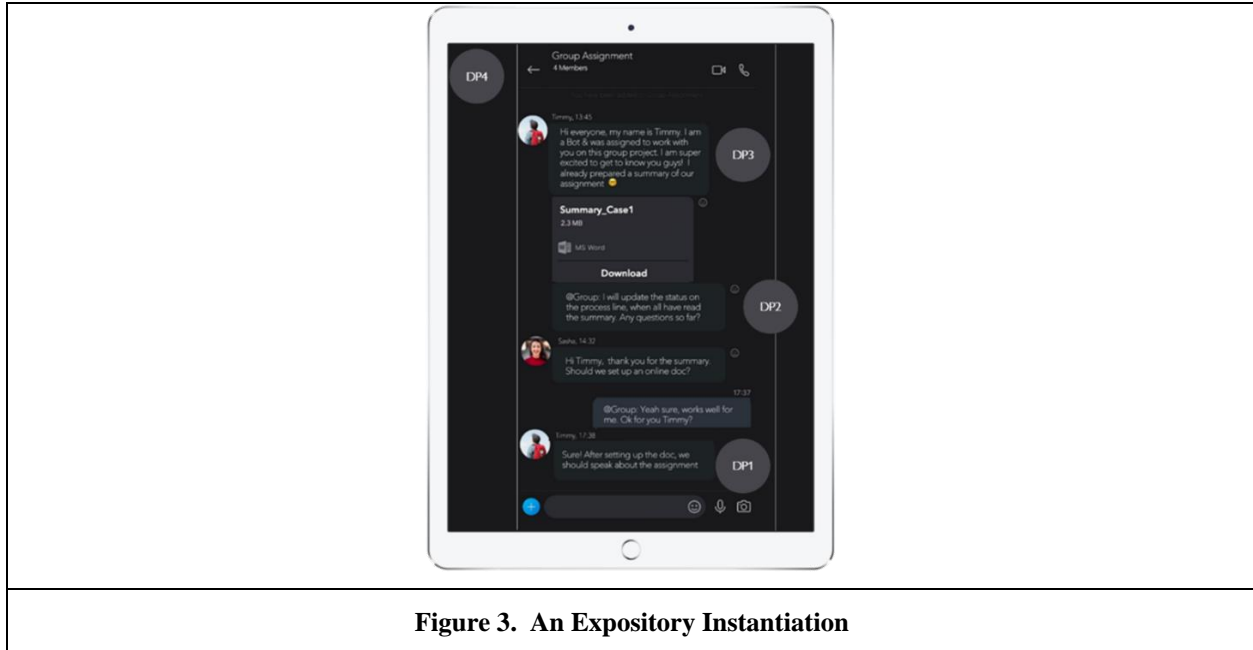 Group Assignment
4 Members
DP4
Timmy, 13:45
Hi everyone, my name is Timmy. I am
a Bot & was assigned to work with
you on this group project. I am super
excited to get to know you guys! I
already prepared a summary of our
assignment
DP3
Summary_Case1
2.3 MB
MS Word
Download
@Group: I will update the status on
the process line, when all have read
the summary. Any questions so far?
DP2
Sasha, 14:32
Hi Timmy, thank you for the summary.
Should we set up an online doc?
17:37
@Group: Yeah sure, works well for
me. Ok for you Timmy?
Timmy, 17:38
Sure! After setting up the doc, we
should speak about the assignment
DP1
Figure 3. An Expository Instantiation